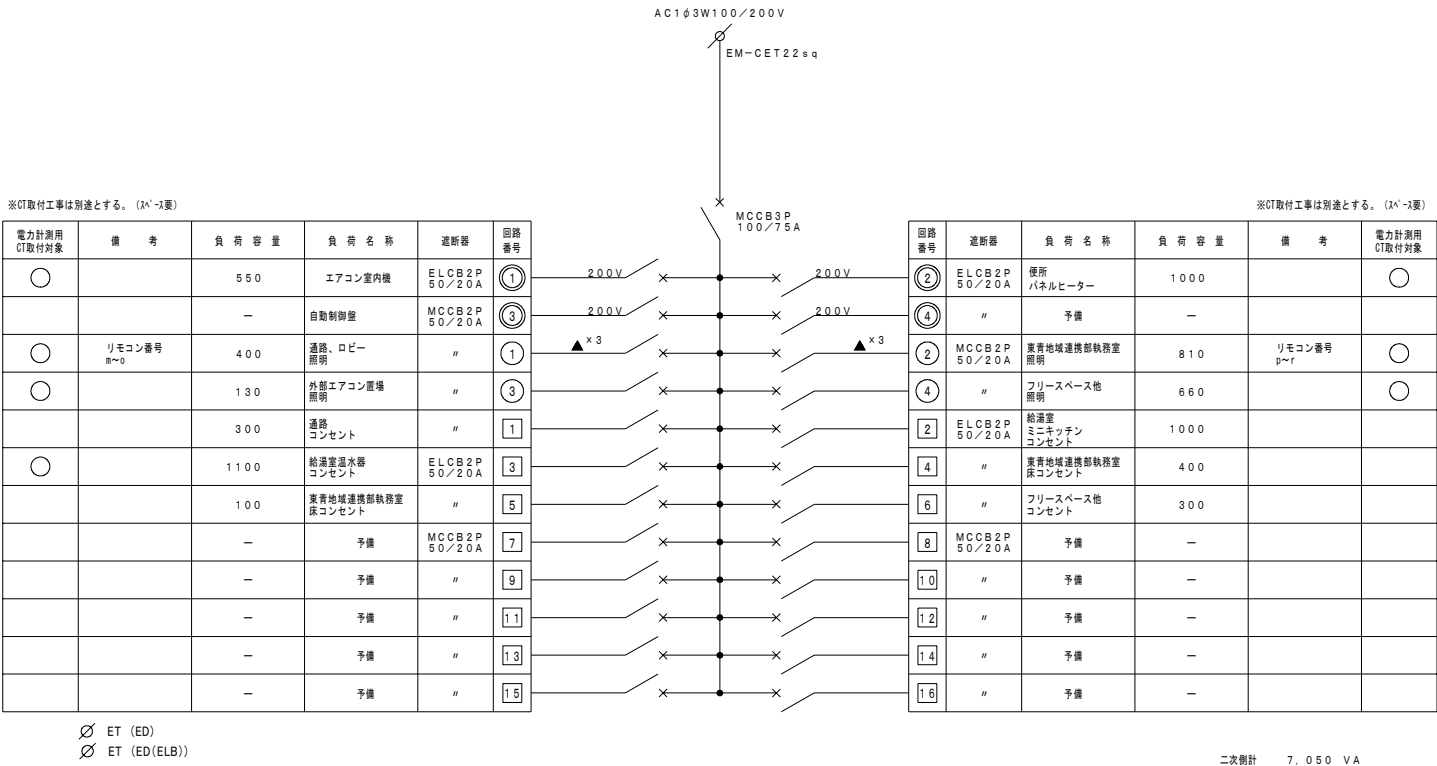 AC1φ3W100/200V
EM-CET22sq
MCCB3P
100/75A
※CT取付工事は別途とする。（スペース要）
電力計測用
CT取付対象
備 考
負 荷 容 量
負 荷 名 称
遮断器
回路
番号
○ 550 エアコン室内機 ELCB2P
50/20A ① 200V
― 自動制御盤 MCCB2P
50/20A ③ 200V
○ リモコン番号
m~o 400 通路、ロビー
照明 〃 ① ▲×3
○ 130 外部エアコン置場
照明 〃 ③
300 通路
コンセント 〃 1
○ 1100 給湯室温水器
コンセント ELCB2P
50/20A 3
100 東青地域連携部執務室
床コンセント 〃 5
― 予備 MCCB2P
50/20A 7
― 予備 〃 9
― 予備 〃 11
― 予備 〃 13
― 予備 〃 15
※CT取付工事は別途とする。（スペース要）
回路
番号
遮断器
負 荷 名 称
負 荷 容 量
備 考
電力計測用
CT取付対象
200V ② ELCB2P
50/20A 便所
パネルヒーター 1000 ○
200V ④ 〃 予備 ―
▲×3 ② MCCB2P
50/20A 東青地域連携部執務室
照明 810 リモコン番号
p~r ○
④ 〃 フリースペース他
照明 660 ○
2 ELCB2P
50/20A 給湯室
ミニキッチン
コンセント 1000
4 〃 東青地域連携部執務室
床コンセント 400
6 〃 フリースペース他
コンセント 300
8 MCCB2P
50/20A 予備 ―
10 〃 予備 ―
12 〃 予備 ―
14 〃 予備 ―
16 〃 予備 ―
ET (ED)
ET (ED(ELB))
二次側計 7,050 VA